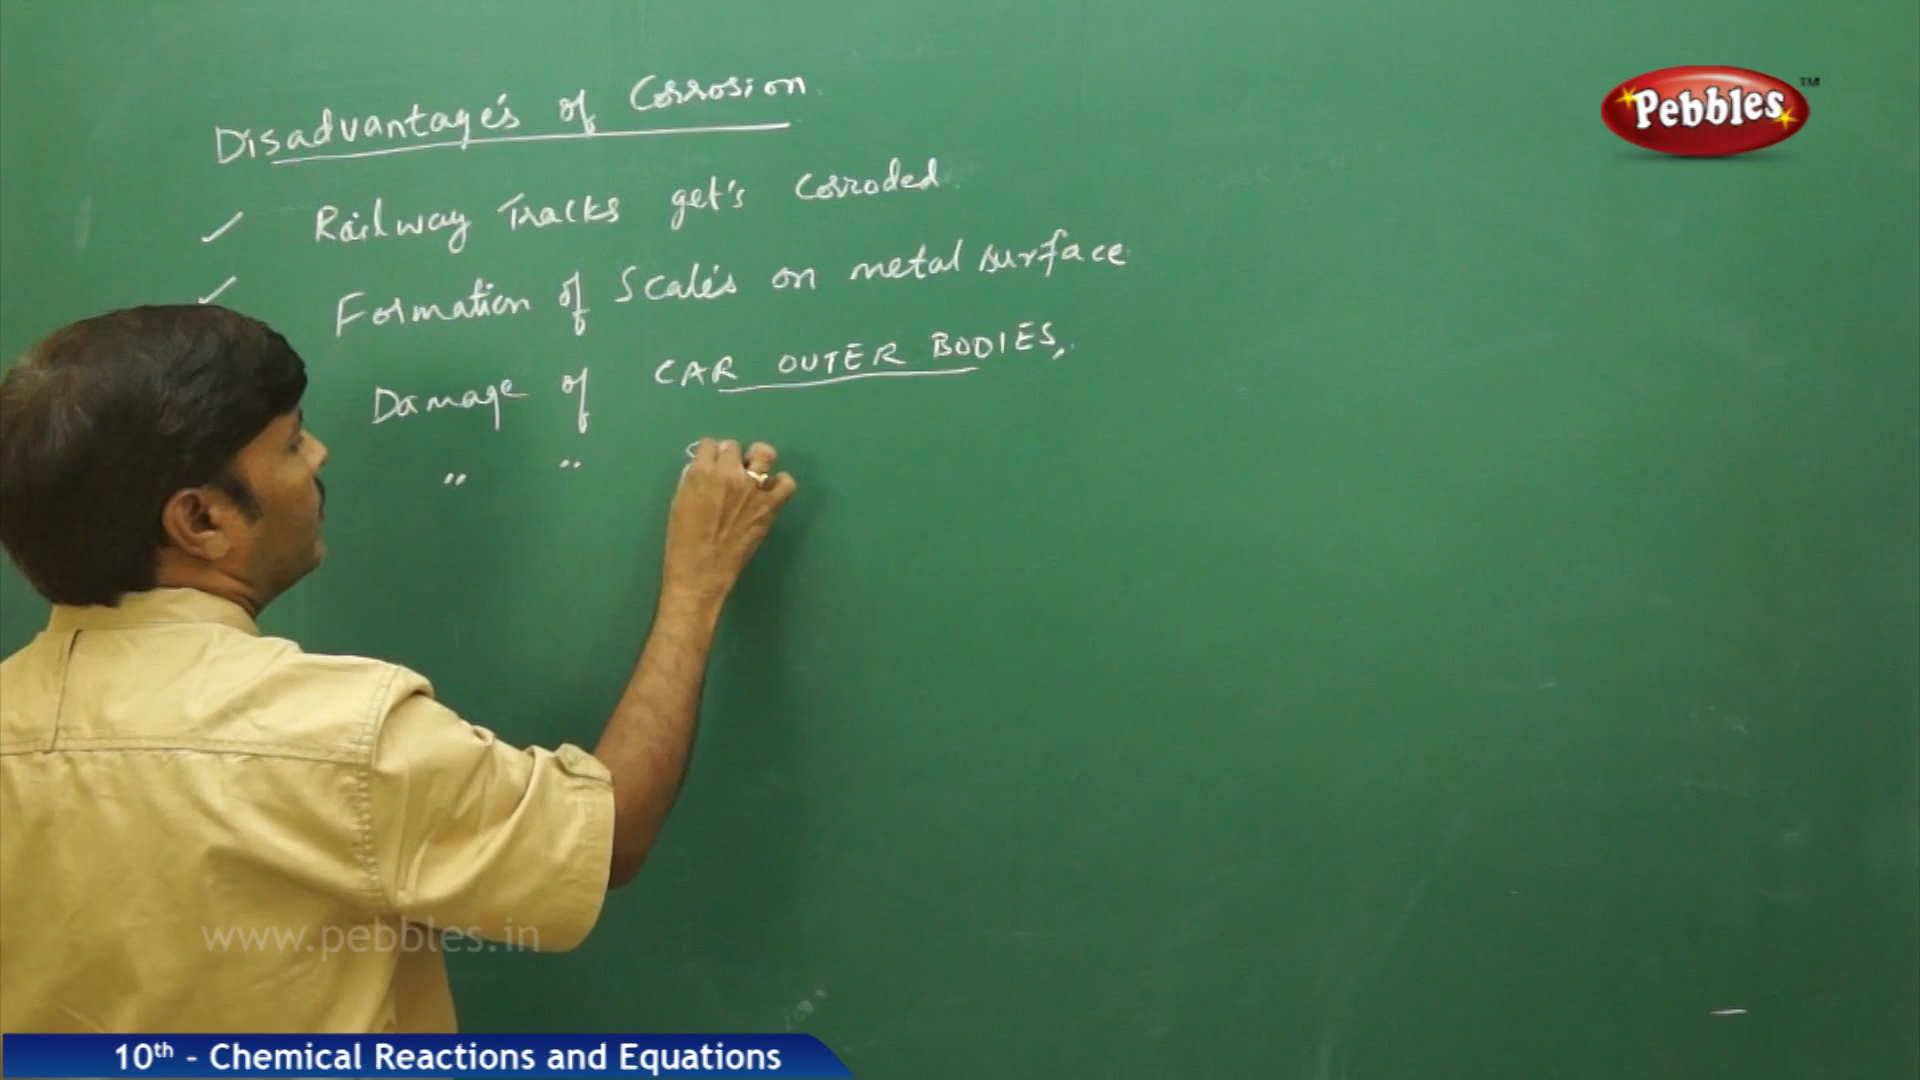 Disadvantage's of Corrosion
Railway Tracks get's Corroded
Formation of Scale's on metal surface
Damage of CAR OUTER BODIES,
" "
Pebbles™
www.pebbles.in
10th - Chemical Reactions and Equations